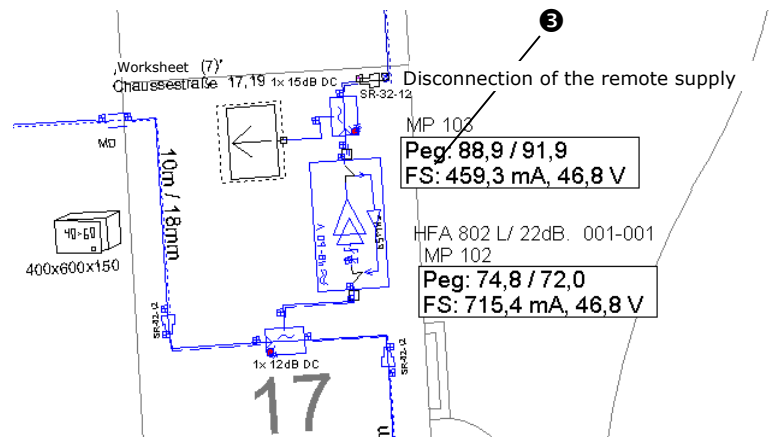 ❸
‚Worksheet (7)'
Chaussestraße 17,19 1x 15dB DC
SR-32-12
Disconnection of the remote supply
MP 103
Peg: 88,9 / 91,9
FS: 459,3 mA, 46,8 V
MD
10m / 18mm
40>60
400x600x150
HFA 802 L/ 22dB. 001-001
MP 102
Peg: 74,8 / 72,0
FS: 715,4 mA, 46,8 V
SR-32-12
1x 12dB DC
SR-32-12
17